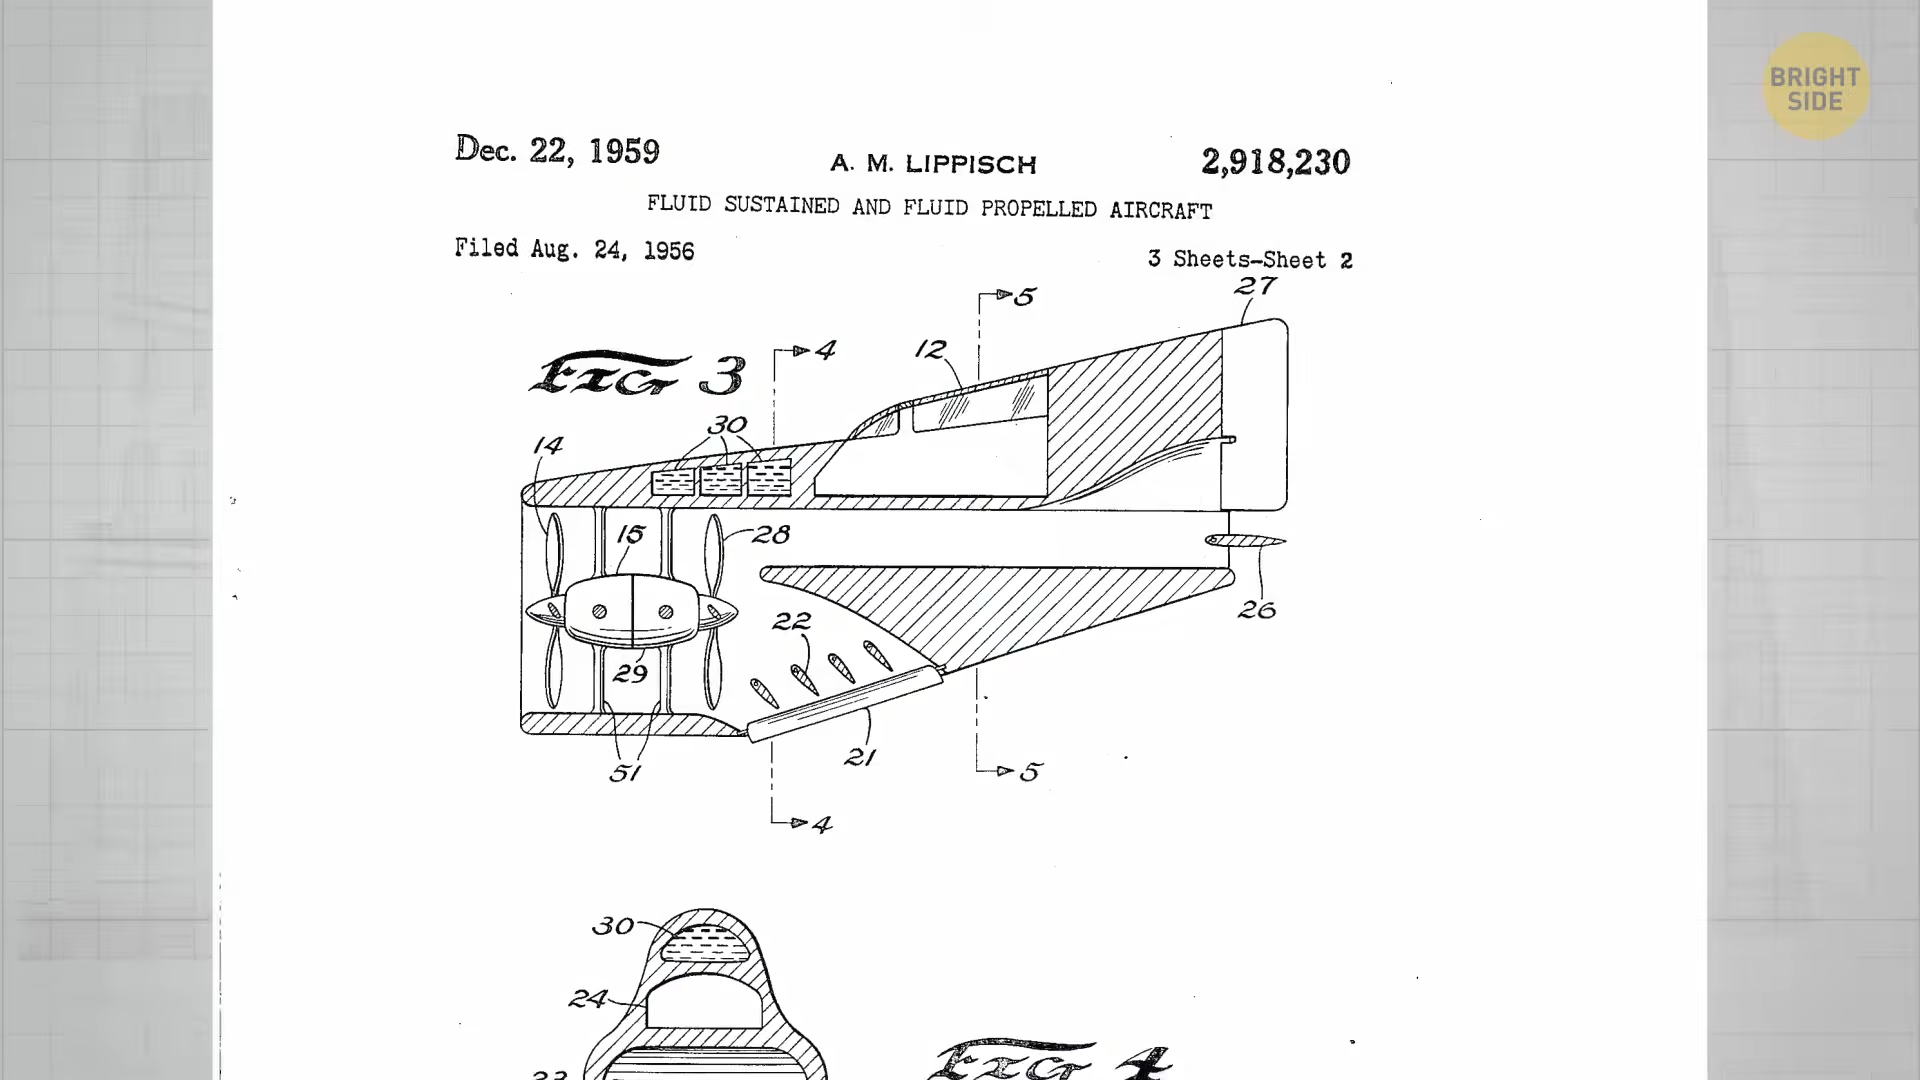 BRIGHT
SIDE
Dec. 22, 1959
A. M. LIPPISCH
2,918,230
FLUID SUSTAINED AND FLUID PROPELLED AIRCRAFT
Filed Aug. 24, 1956
3 Sheets-Sheet 2
27
5
4
12
FIG 3
30
14
15
28
22
26
29
51
21
5
4
30
24
FIG 4